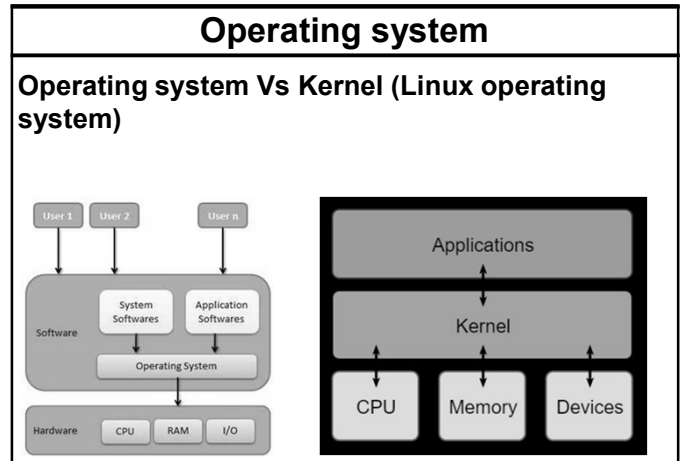 Operating system
Operating system Vs Kernel (Linux operating
system)
User 1
User 2
User n
System
Softwares
Application
Softwares
Software
Operating System
Hardware
CPU
RAM
I/O
Applications
Kernel
CPU
Memory
Devices